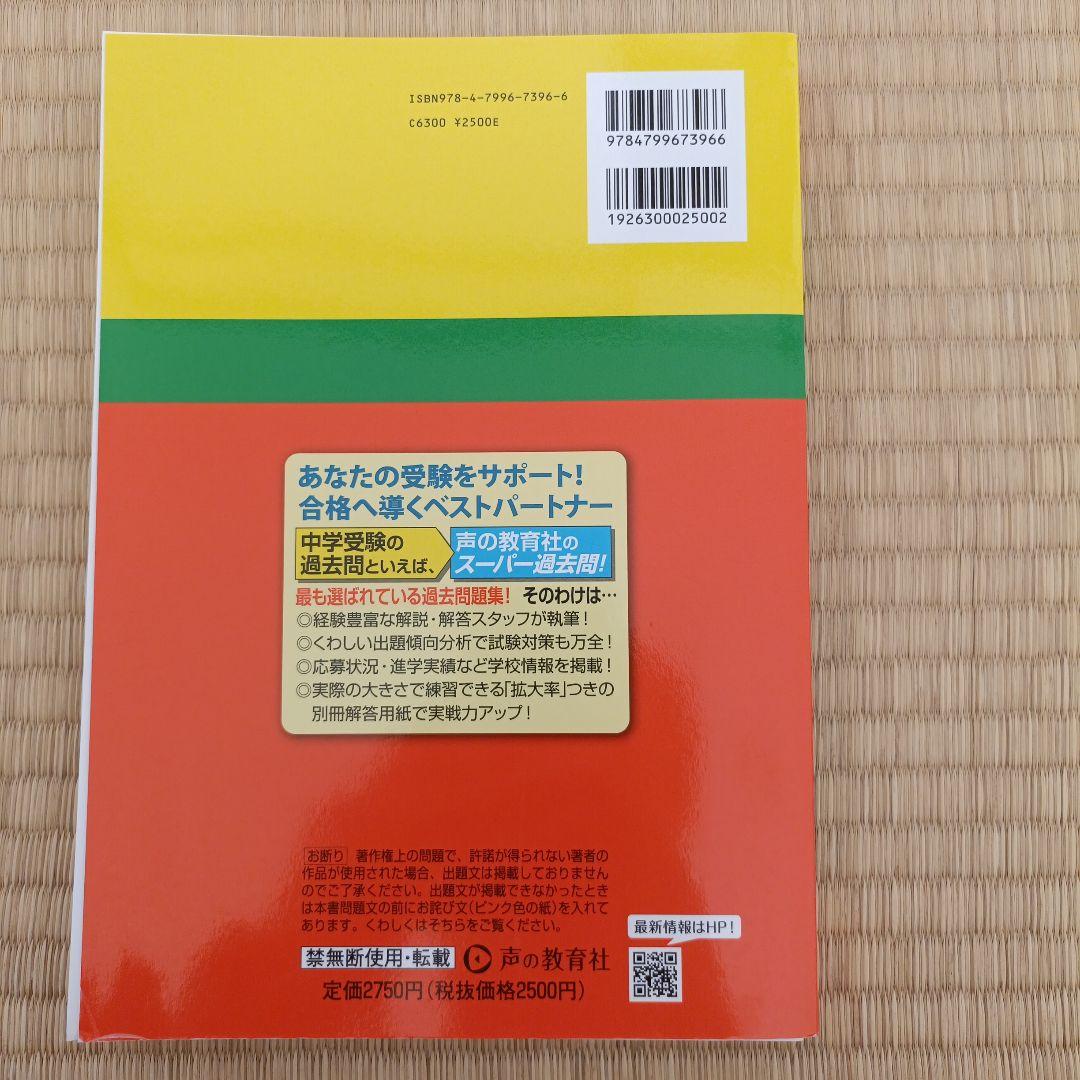 ISBN978-4-7996-7396-6
C6300 ¥2500E
9784799673966
1926300025002
あなたの受験をサポート!
合格へ導くベストパートナー
中学受験の
過去問といえば、
声の教育社の
スーパー過去問!
最も選ばれている過去問題集! そのわけは…
◎経験豊富な解説・解答スタッフが執筆!
◎くわしい出題傾向分析で試験対策も万全!
◎応募状況・進学実績など学校情報を掲載!
◎実際の大きさで練習できる「拡大率」つきの
別冊解答用紙で実戦力アップ!
お断り 著作権上の問題で、許諾が得られない著者の
作品が使用された場合、出題文は掲載しておりません
のでご了承ください。出題文が掲載できなかったとき
は本書問題文の前にお詫び文(ピンク色の紙)を入れて
あります。くわしくはそちらをご覧ください。
禁無断使用・転載 声の教育社
定価2750円(税抜価格2500円)
最新情報はHP!